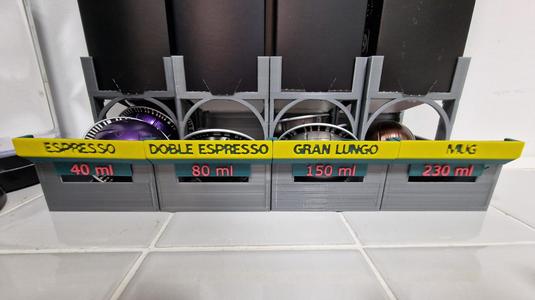 ESPRESSO
40 ml
DOBLE ESPRESSO
80 ml
GRAN LUNGO
150 ml
MUG
230 ml